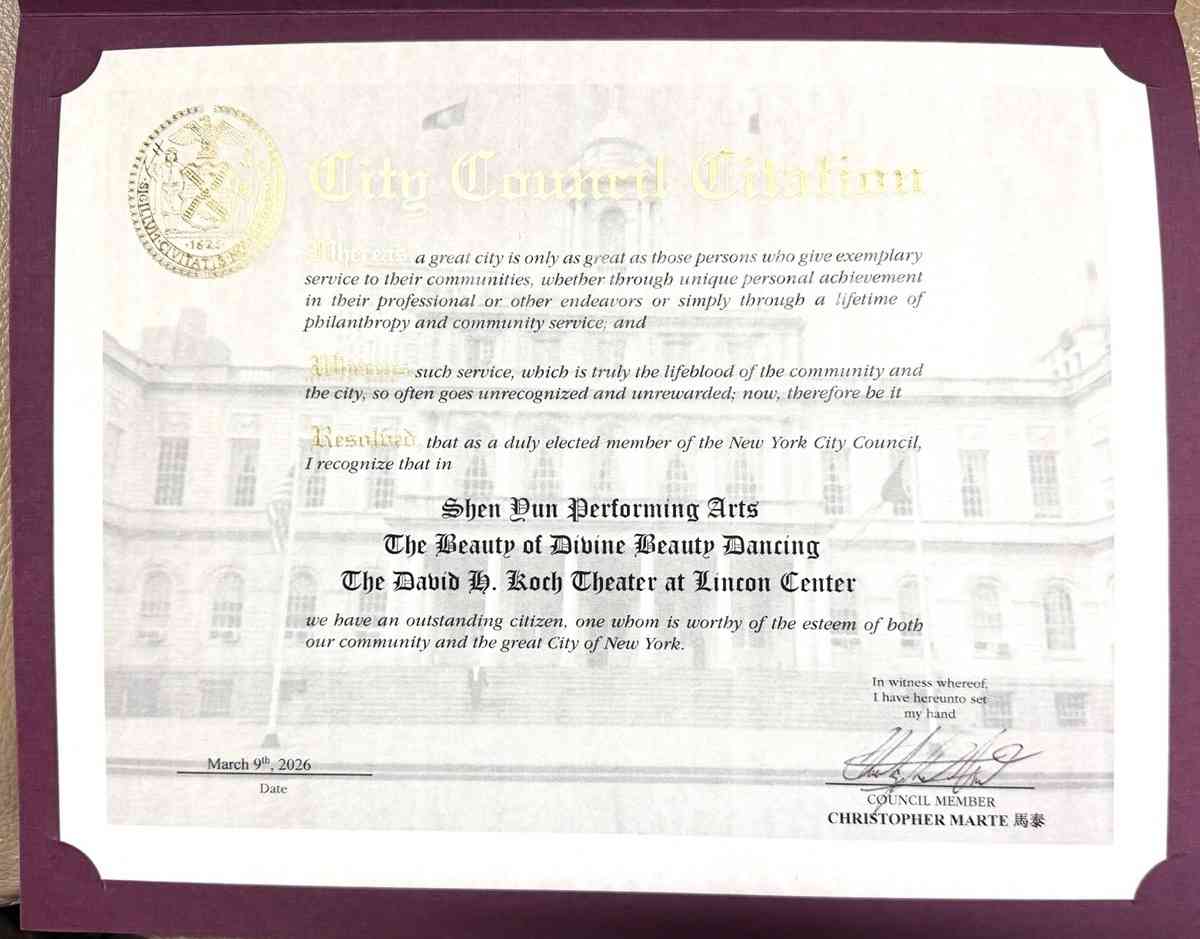 City Council Citation
SIGILLUM CIVITATIS
Whereas, a great city is only as great as those persons who give exemplary
service to their communities, whether through unique personal achievement
in their professional or other endeavors or simply through a lifetime of
philanthropy and community service; and
Whereas, such service, which is truly the lifeblood of the community and
the city, so often goes unrecognized and unrewarded; now, therefore be it
Resolved, that as a duly elected member of the New York City Council,
I recognize that in
Shen Yun Performing Arts
The Beauty of Divine Beauty Dancing
The David H. Koch Theater at Lincon Center
we have an outstanding citizen, one whom is worthy of the esteem of both
our community and the great City of New York.
In witness whereof,
I have hereunto set
my hand
March 9th, 2026
Date
COUNCIL MEMBER
CHRISTOPHER MARTE 馬泰